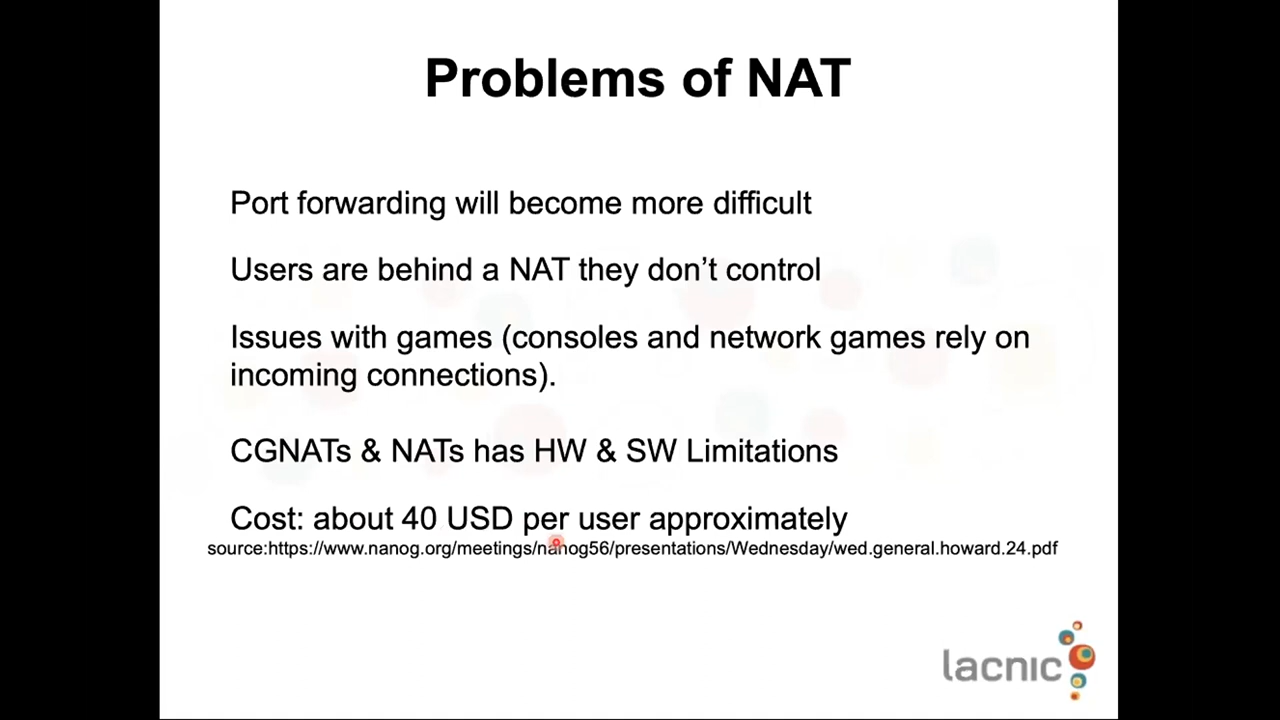 Problems of NAT
Port forwarding will become more difficult
Users are behind a NAT they don’t control
Issues with games (consoles and network games rely on
incoming connections).
CGNATs & NATs has HW & SW Limitations
Cost: about 40 USD per user approximately
source:https://www.nanog.org/meetings/nanog56/presentations/Wednesday/wed.general.howard.24.pdf
lacnic